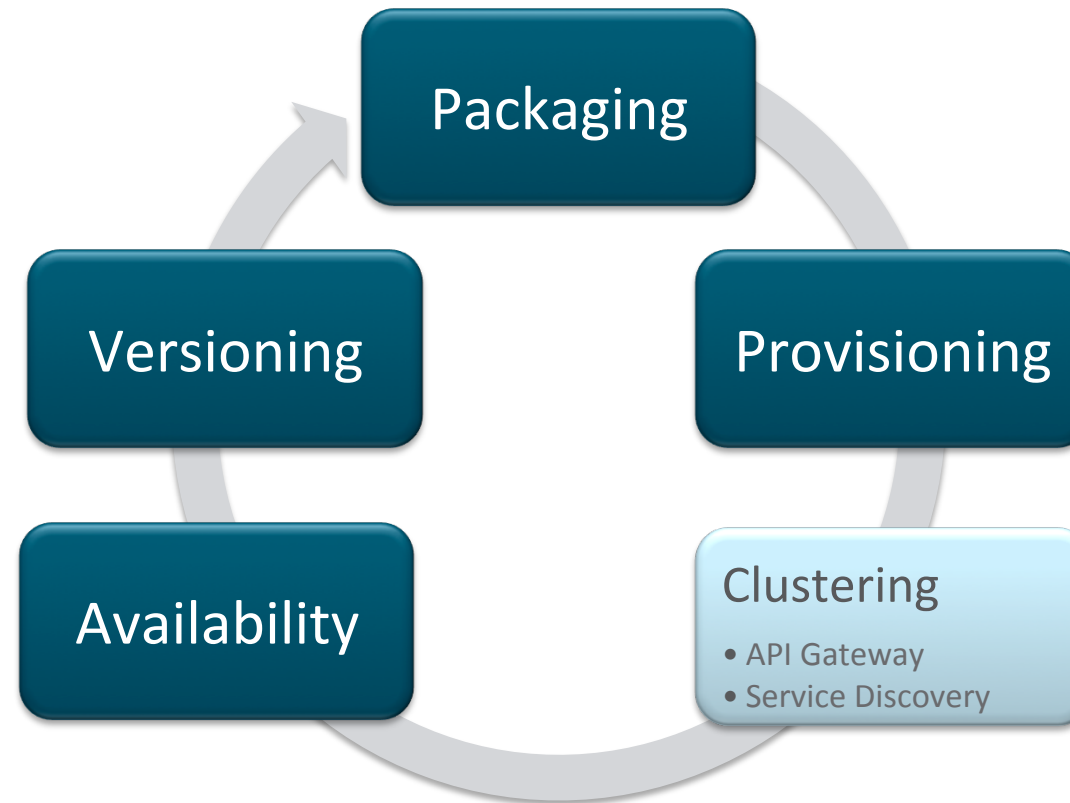 Packaging
Versioning
Provisioning
Availability
Clustering
• API Gateway
• Service Discovery